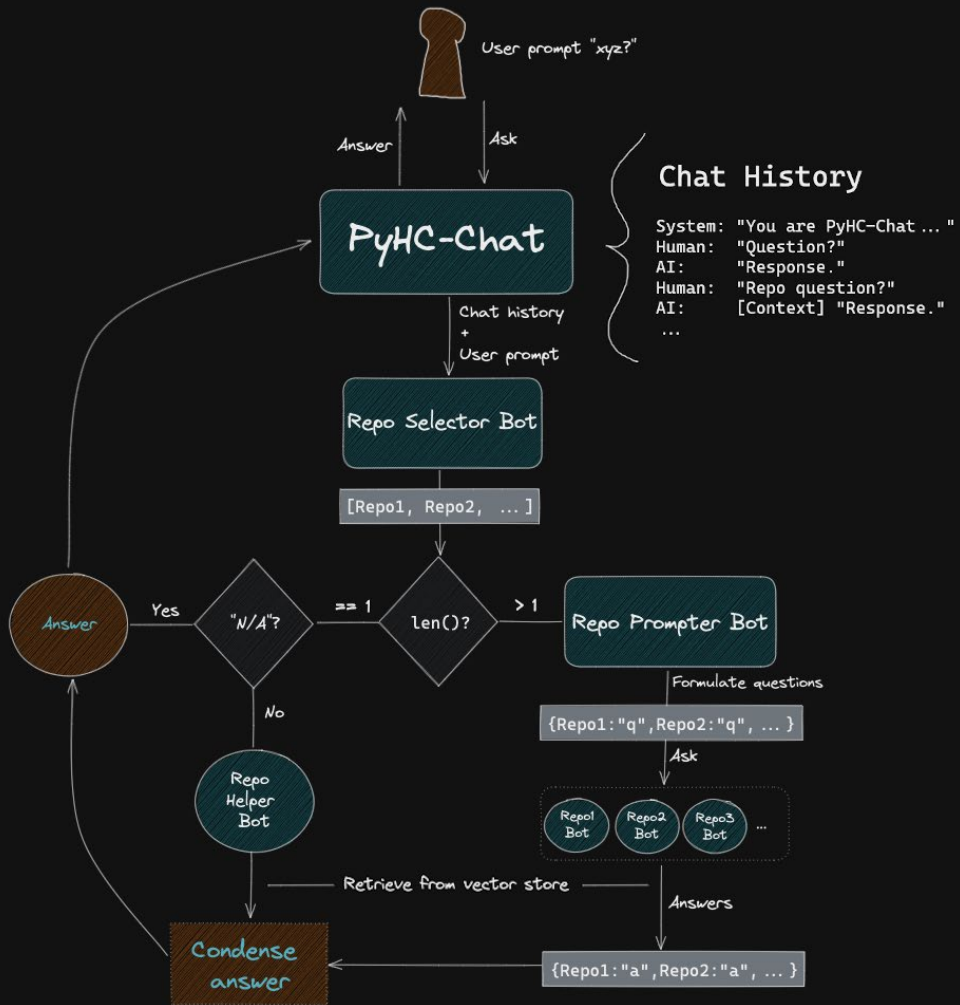 User prompt "xyz?"
Answer
Ask
PyHC-Chat
Chat History
System: "You are PyHC-Chat ... "
Human: "Question?"
AI: "Response."
Human: "Repo question?"
AI: [Context] "Response."
...
Chat history
+
User prompt
Repo Selector Bot
[Repo1, Repo2, ... ]
Answer
Yes
"N/A"?
== 1
len()?
> 1
Repo Prompter Bot
Formulate questions
{Repo1:"q",Repo2:"q", ... }
Ask
No
Repo
Helper
Bot
Repo1
Bot
Repo2
Bot
Repo3
Bot
...
Retrieve from vector store
Answers
Condense
answer
{Repo1:"a",Repo2:"a", ... }